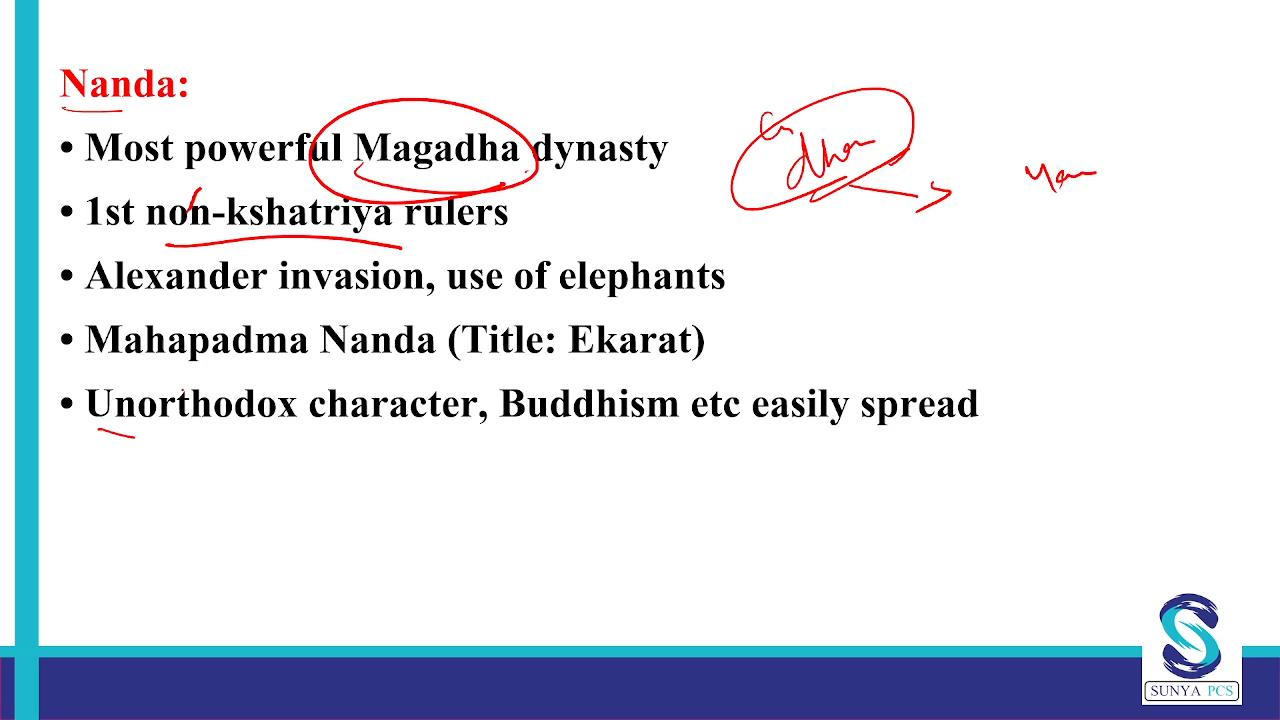 Nanda:
• Most powerful Magadha dynasty
• 1st non-kshatriya rulers
• Alexander invasion, use of elephants
• Mahapadma Nanda (Title: Ekarat)
• Unorthodox character, Buddhism etc easily spread
SUNYA PCS